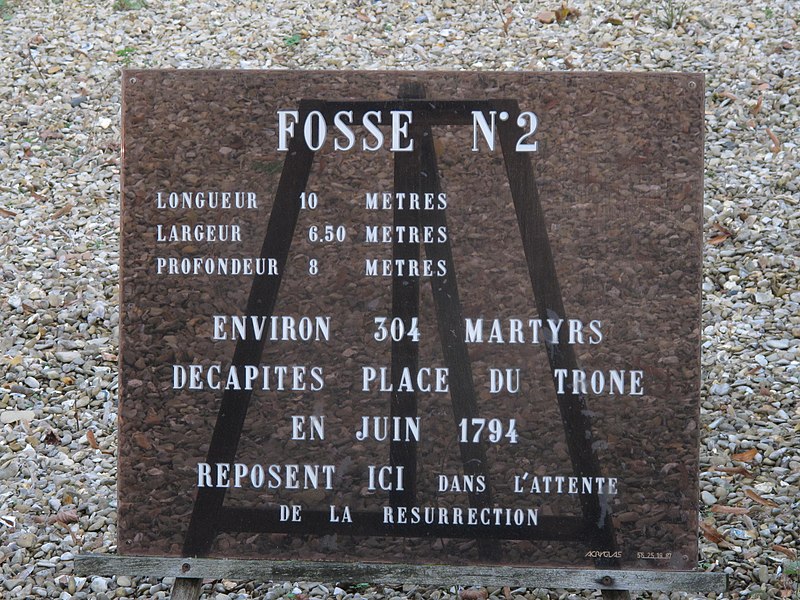 FOSSE N°2
LONGUEUR 10 METRES
LARGEUR 6.50 METRES
PROFONDEUR 8 METRES
ENVIRON 304 MARTYRS
DECAPITES PLACE DU TRONE
EN JUIN 1794
REPOSENT ICI DANS L'ATTENTE
DE LA RESURRECTION
ACRYGLAS